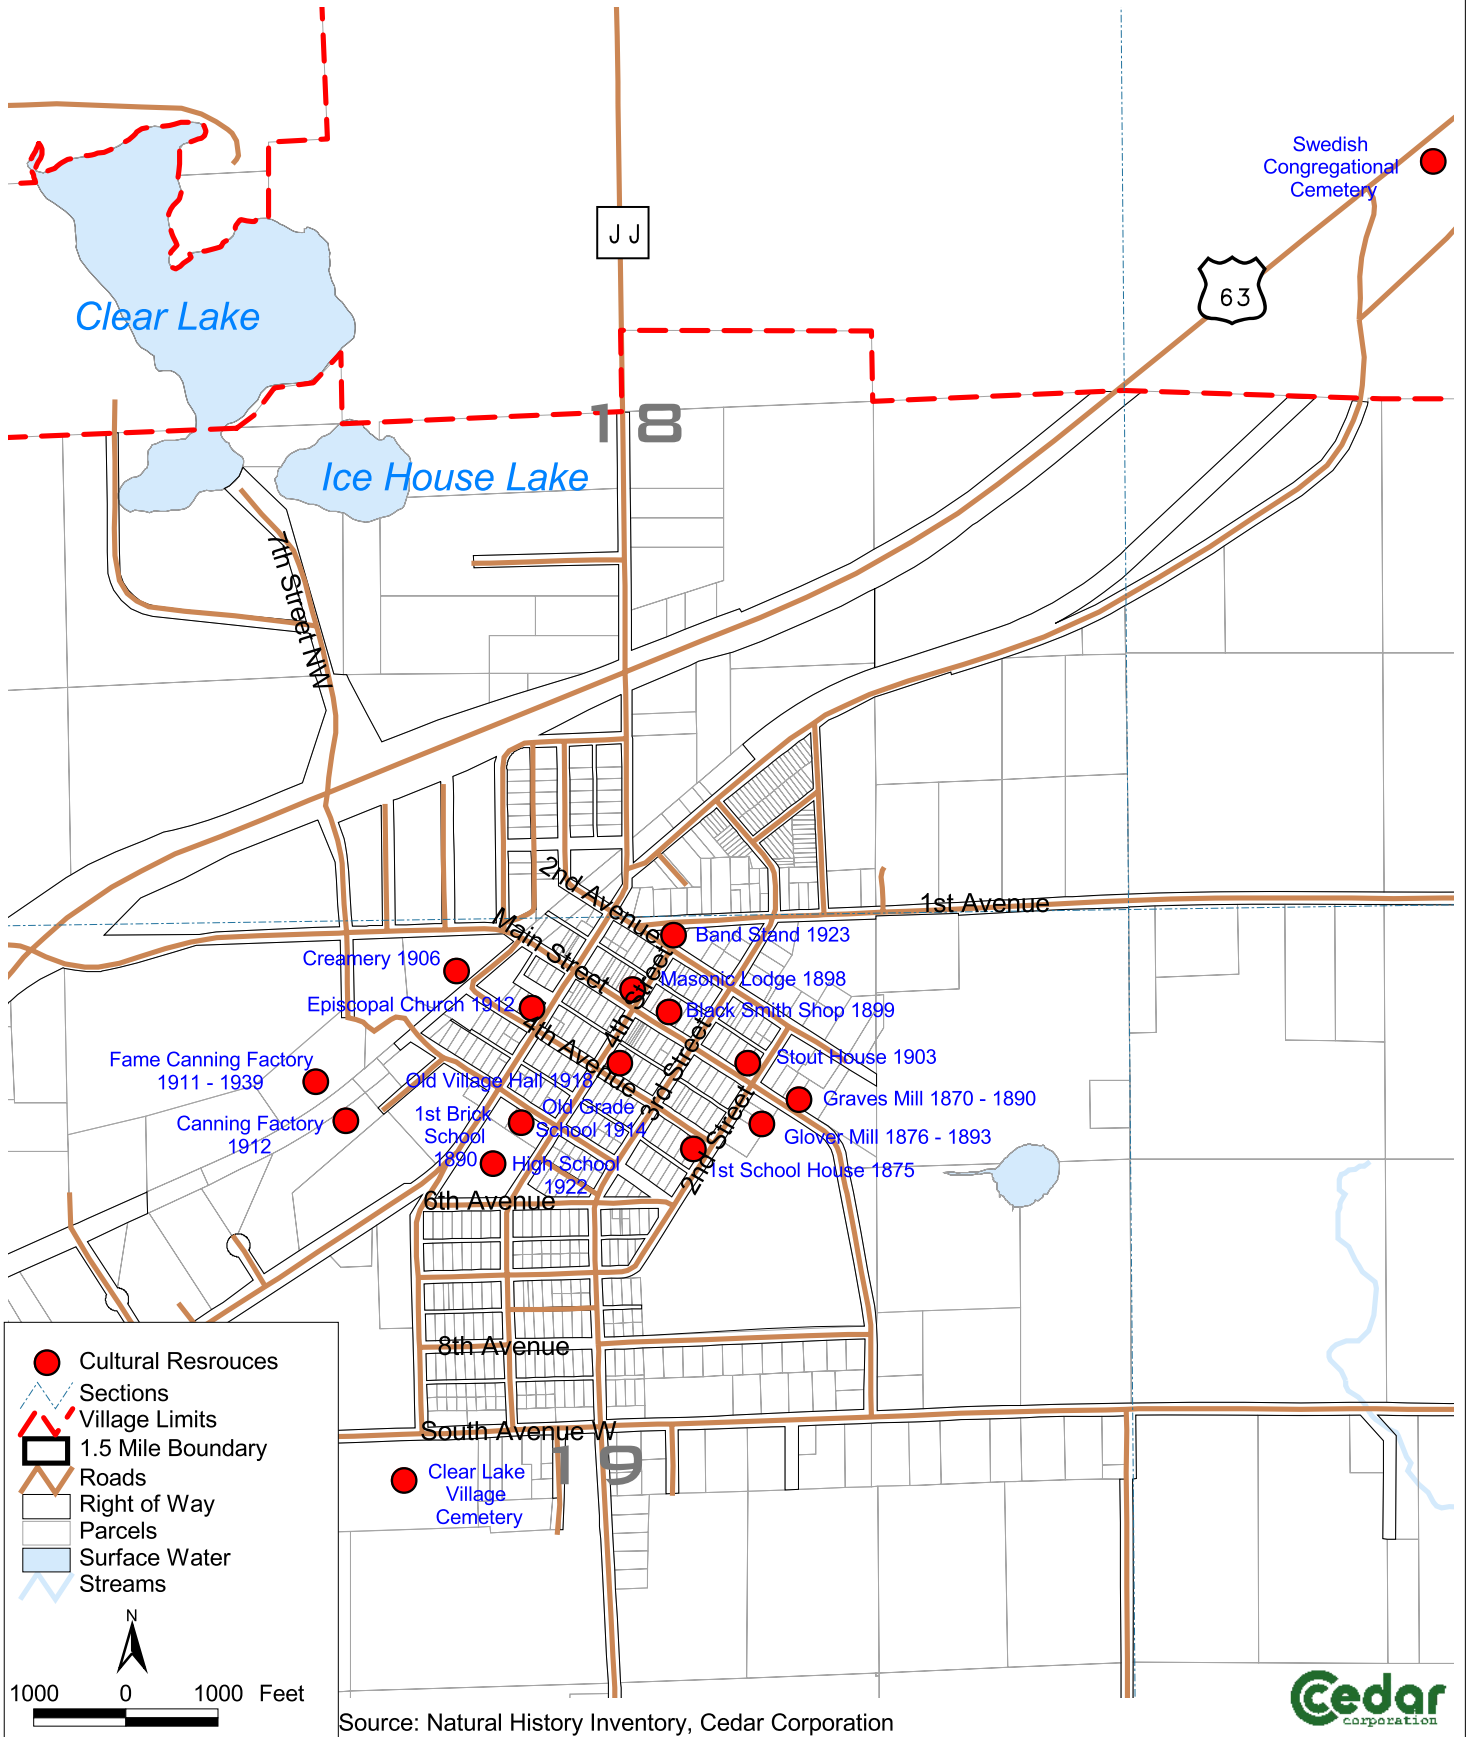 Swedish
Congregational
Cemetery
JJ
63
Clear Lake
18
Ice House Lake
7th Street NW
2nd Avenue
1st Avenue
Main Street
Band Stand 1923
Creamery 1906
Masonic Lodge 1898
4th Street
Episcopal Church 1912
Black Smith Shop 1899
4th Avenue
3rd Street
Stout House 1903
Fame Canning Factory
1911 - 1939
Old Village Hall 1918
2nd Street
Graves Mill 1870 - 1890
Canning Factory
1912
1st Brick
School
1890
Old Grade
School 1914
Glover Mill 1876 - 1893
High School
1922
1st School House 1875
6th Avenue
8th Avenue
South Avenue W
19
Clear Lake
Village
Cemetery
Cultural Resrouces
Sections
Village Limits
1.5 Mile Boundary
Roads
Right of Way
Parcels
Surface Water
Streams
N
1000 0 1000 Feet
Source: Natural History Inventory, Cedar Corporation
Cedar
corporation